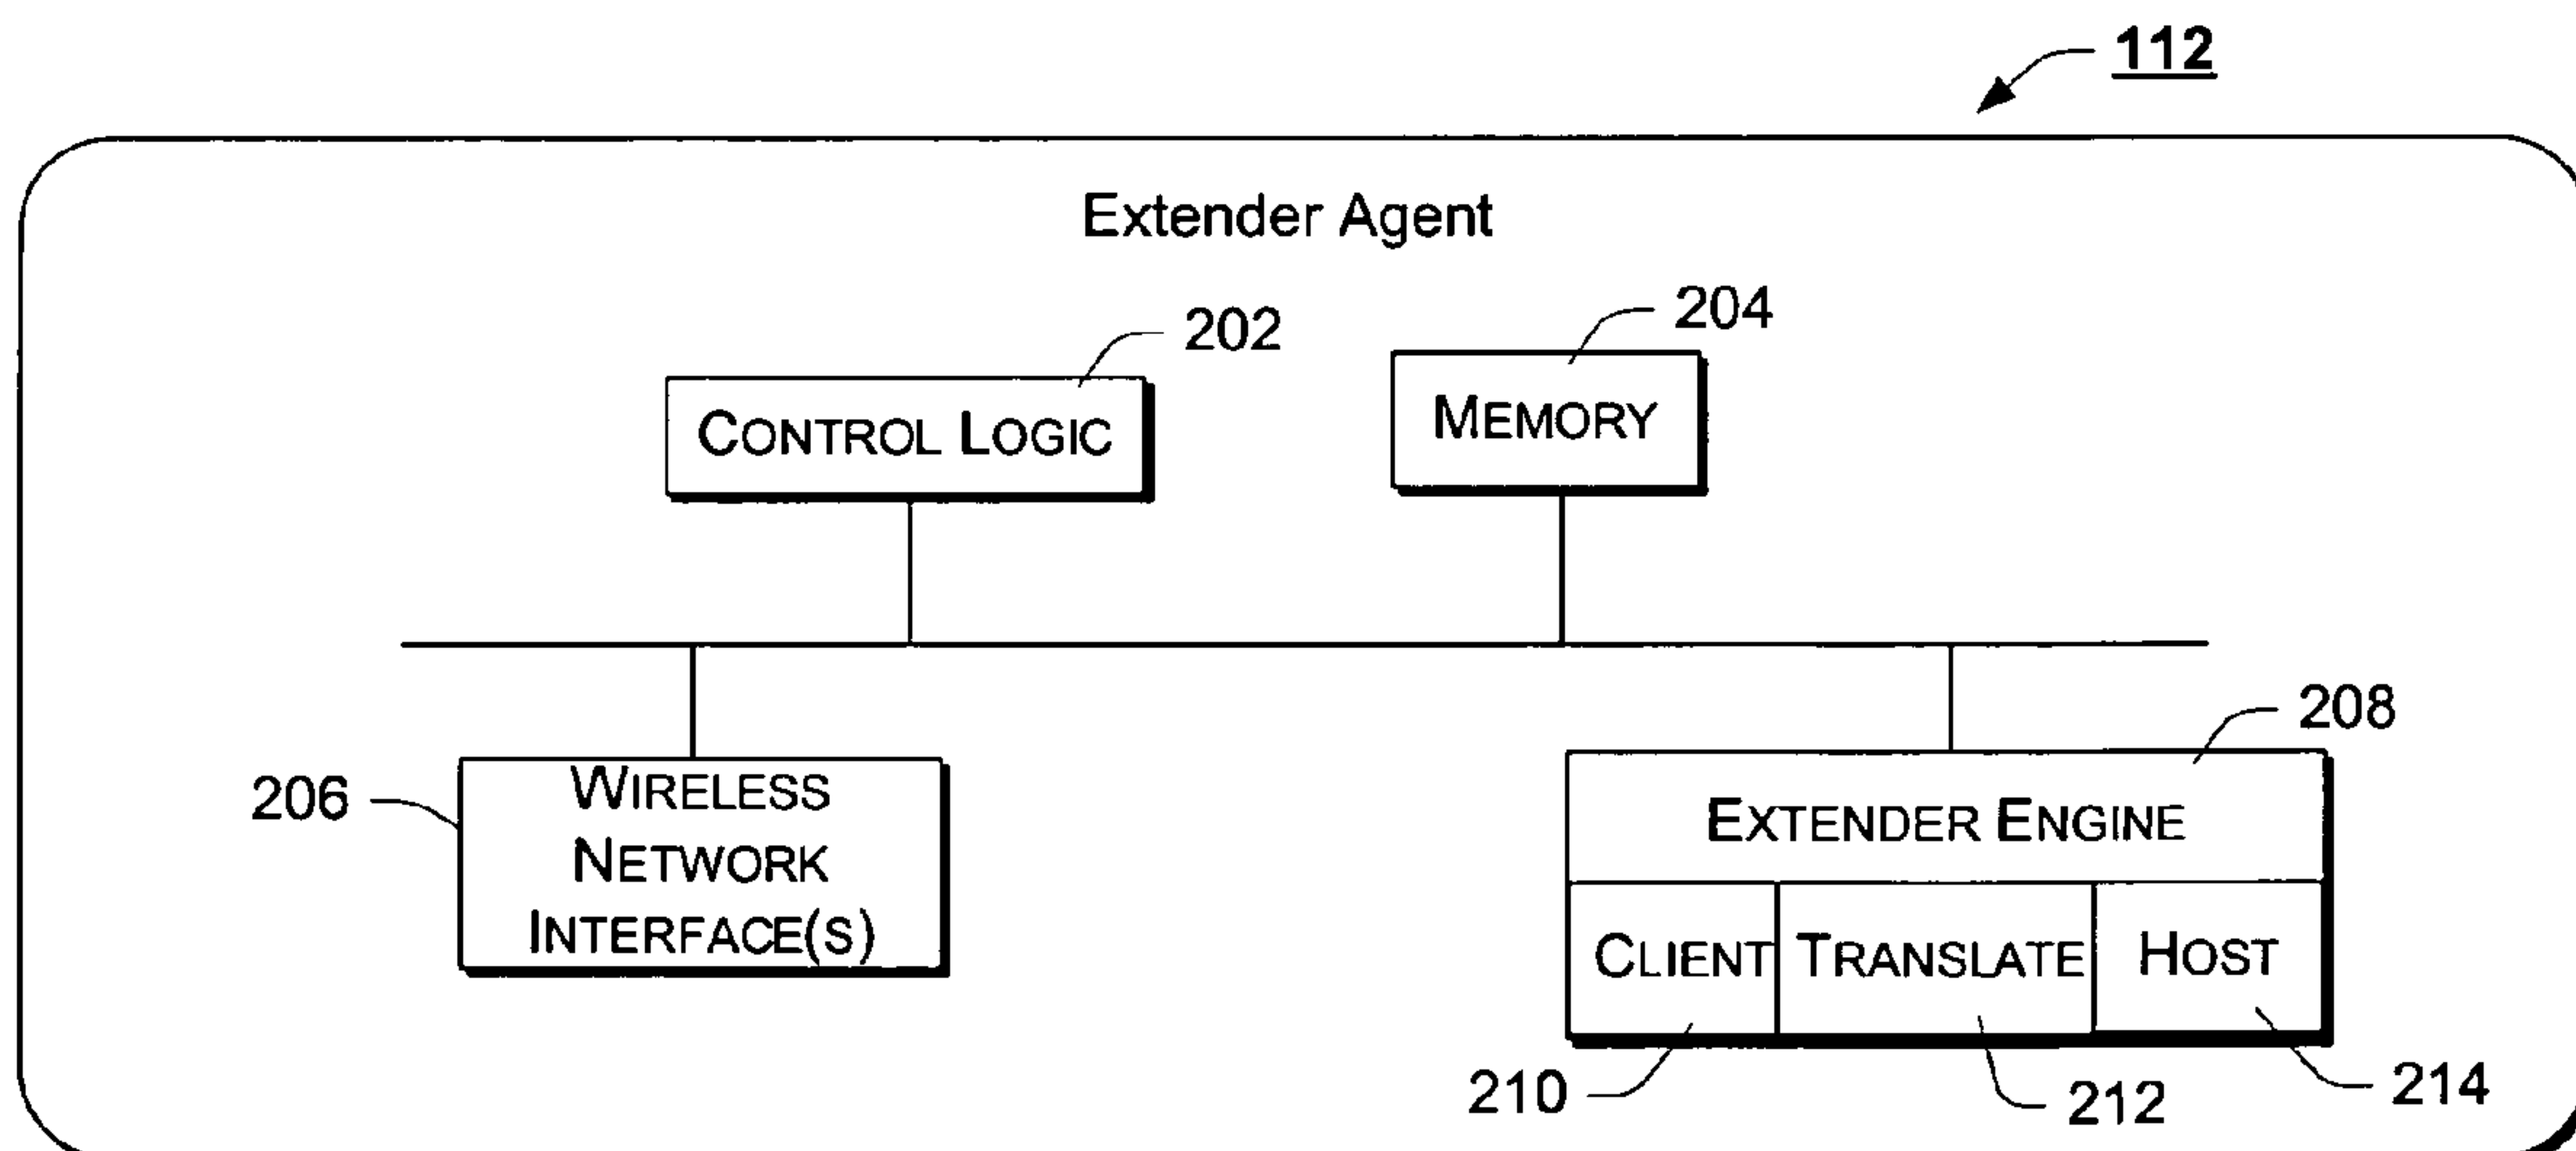 112
Extender Agent
202
204
CONTROL LOGIC
MEMORY
206
WIRELESS
NETWORK
INTERFACE(S)
208
EXTENDER ENGINE
CLIENT TRANSLATE HOST
210
212
214